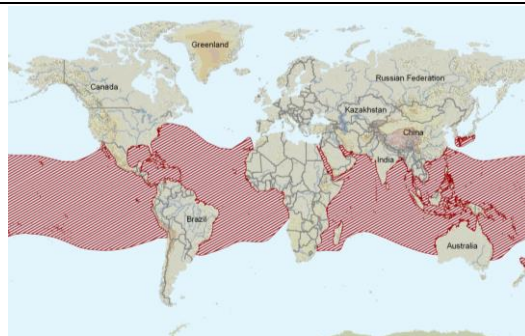 Greenland
Canada
Russian Federation
Kazakhstan
China
India
Brazil
Australia